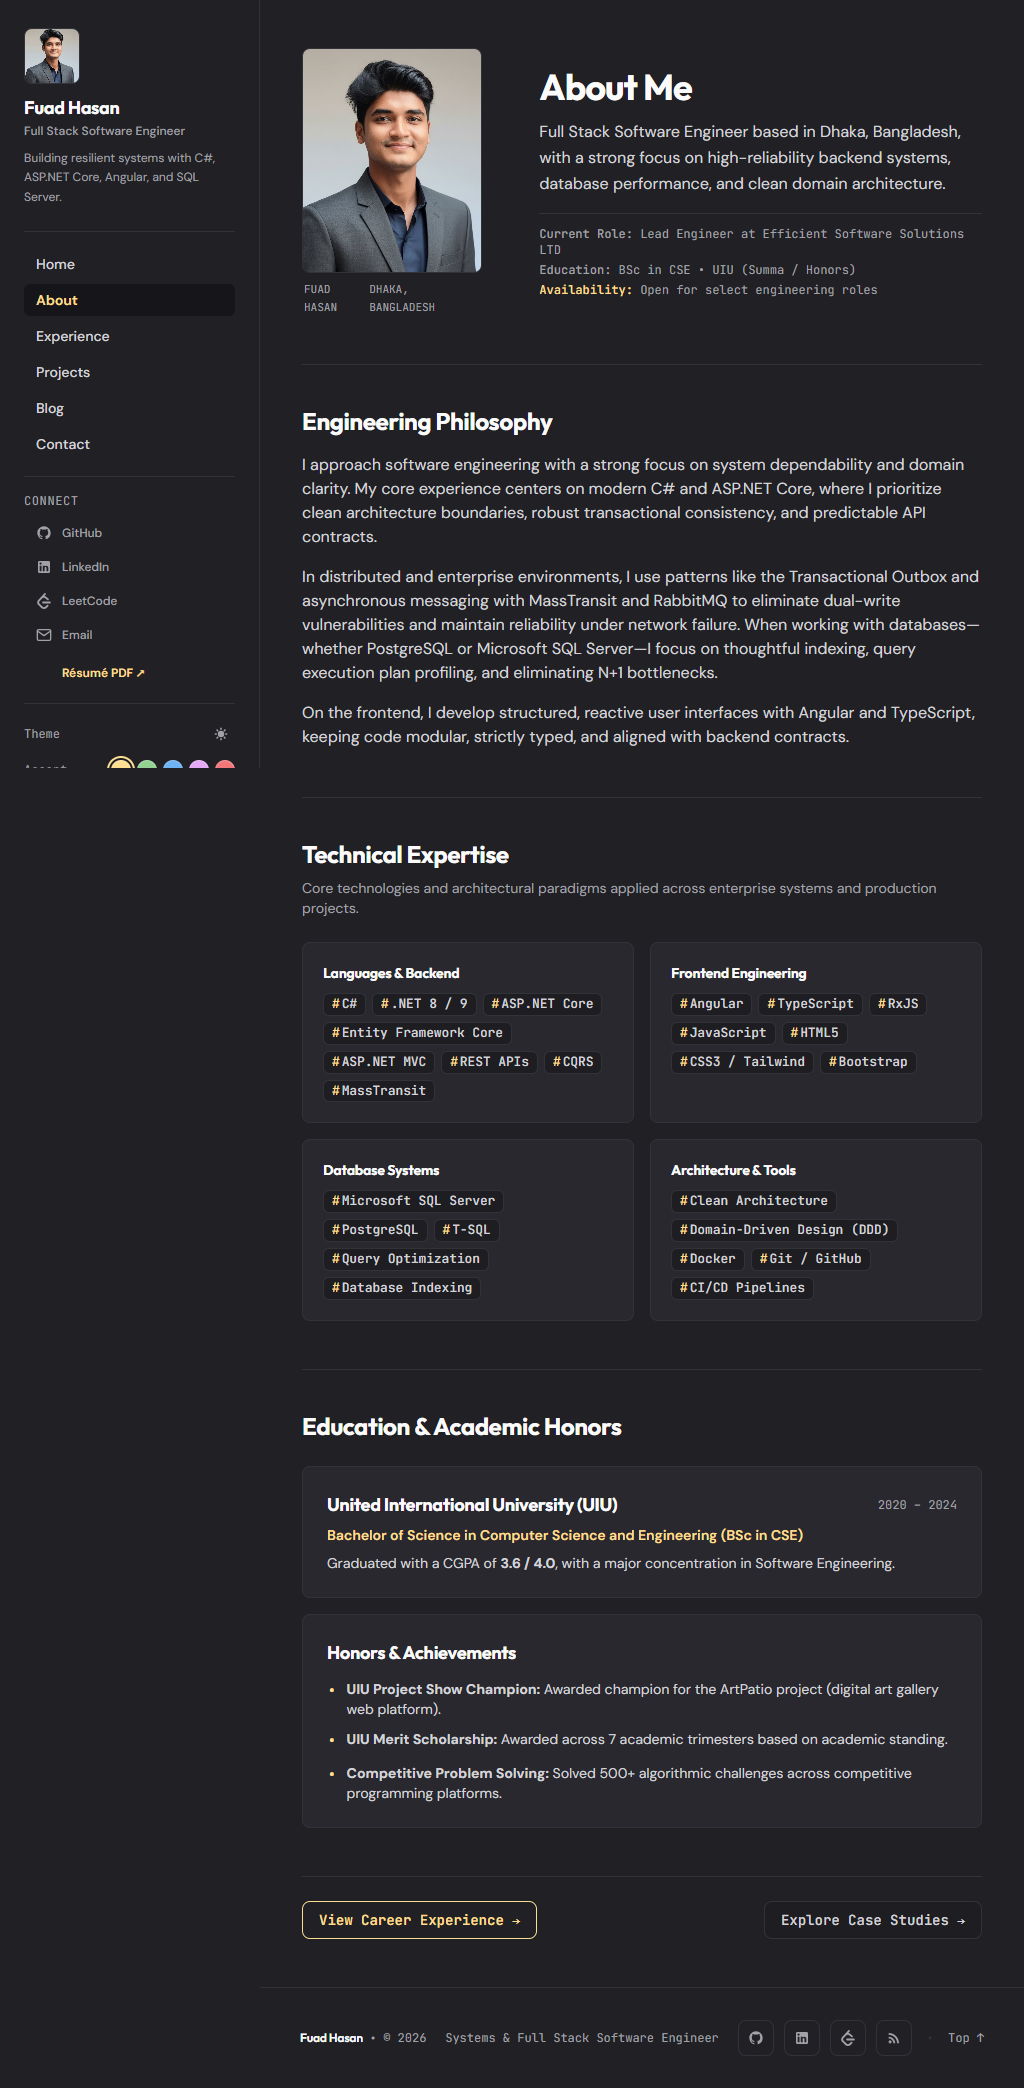 Fuad Hasan
Full Stack Software Engineer
Building resilient systems with C#,
ASP.NET Core, Angular, and SQL
Server.
Home
About
Experience
Projects
Blog
Contact
CONNECT
GitHub
LinkedIn
LeetCode
Email
Résumé PDF ↗
Theme
Accent
FUAD
HASAN
DHAKA,
BANGLADESH
About Me
Full Stack Software Engineer based in Dhaka, Bangladesh,
with a strong focus on high-reliability backend systems,
database performance, and clean domain architecture.
Current Role: Lead Engineer at Efficient Software Solutions
LTD
Education: BSc in CSE • UIU (Summa / Honors)
Availability: Open for select engineering roles
Engineering Philosophy
I approach software engineering with a strong focus on system dependability and domain
clarity. My core experience centers on modern C# and ASP.NET Core, where I prioritize
clean architecture boundaries, robust transactional consistency, and predictable API
contracts.
In distributed and enterprise environments, I use patterns like the Transactional Outbox and
asynchronous messaging with MassTransit and RabbitMQ to eliminate dual-write
vulnerabilities and maintain reliability under network failure. When working with databases—
whether PostgreSQL or Microsoft SQL Server—I focus on thoughtful indexing, query
execution plan profiling, and eliminating N+1 bottlenecks.
On the frontend, I develop structured, reactive user interfaces with Angular and TypeScript,
keeping code modular, strictly typed, and aligned with backend contracts.
Technical Expertise
Core technologies and architectural paradigms applied across enterprise systems and production
projects.
Languages & Backend
#C# #.NET 8 / 9 #ASP.NET Core
#Entity Framework Core
#ASP.NET MVC #REST APIs #CQRS
#MassTransit
Frontend Engineering
#Angular #TypeScript #RxJS
#JavaScript #HTML5
#CSS3 / Tailwind #Bootstrap
Database Systems
#Microsoft SQL Server
#PostgreSQL #T-SQL
#Query Optimization
#Database Indexing
Architecture & Tools
#Clean Architecture
#Domain-Driven Design (DDD)
#Docker #Git / GitHub
#CI/CD Pipelines
Education & Academic Honors
United International University (UIU) 2020 – 2024
Bachelor of Science in Computer Science and Engineering (BSc in CSE)
Graduated with a CGPA of 3.6 / 4.0, with a major concentration in Software Engineering.
Honors & Achievements
• UIU Project Show Champion: Awarded champion for the ArtPatio project (digital art gallery
web platform).
• UIU Merit Scholarship: Awarded across 7 academic trimesters based on academic standing.
• Competitive Problem Solving: Solved 500+ algorithmic challenges across competitive
programming platforms.
View Career Experience →
Explore Case Studies →
Fuad Hasan • © 2026 Systems & Full Stack Software Engineer · Top ↑